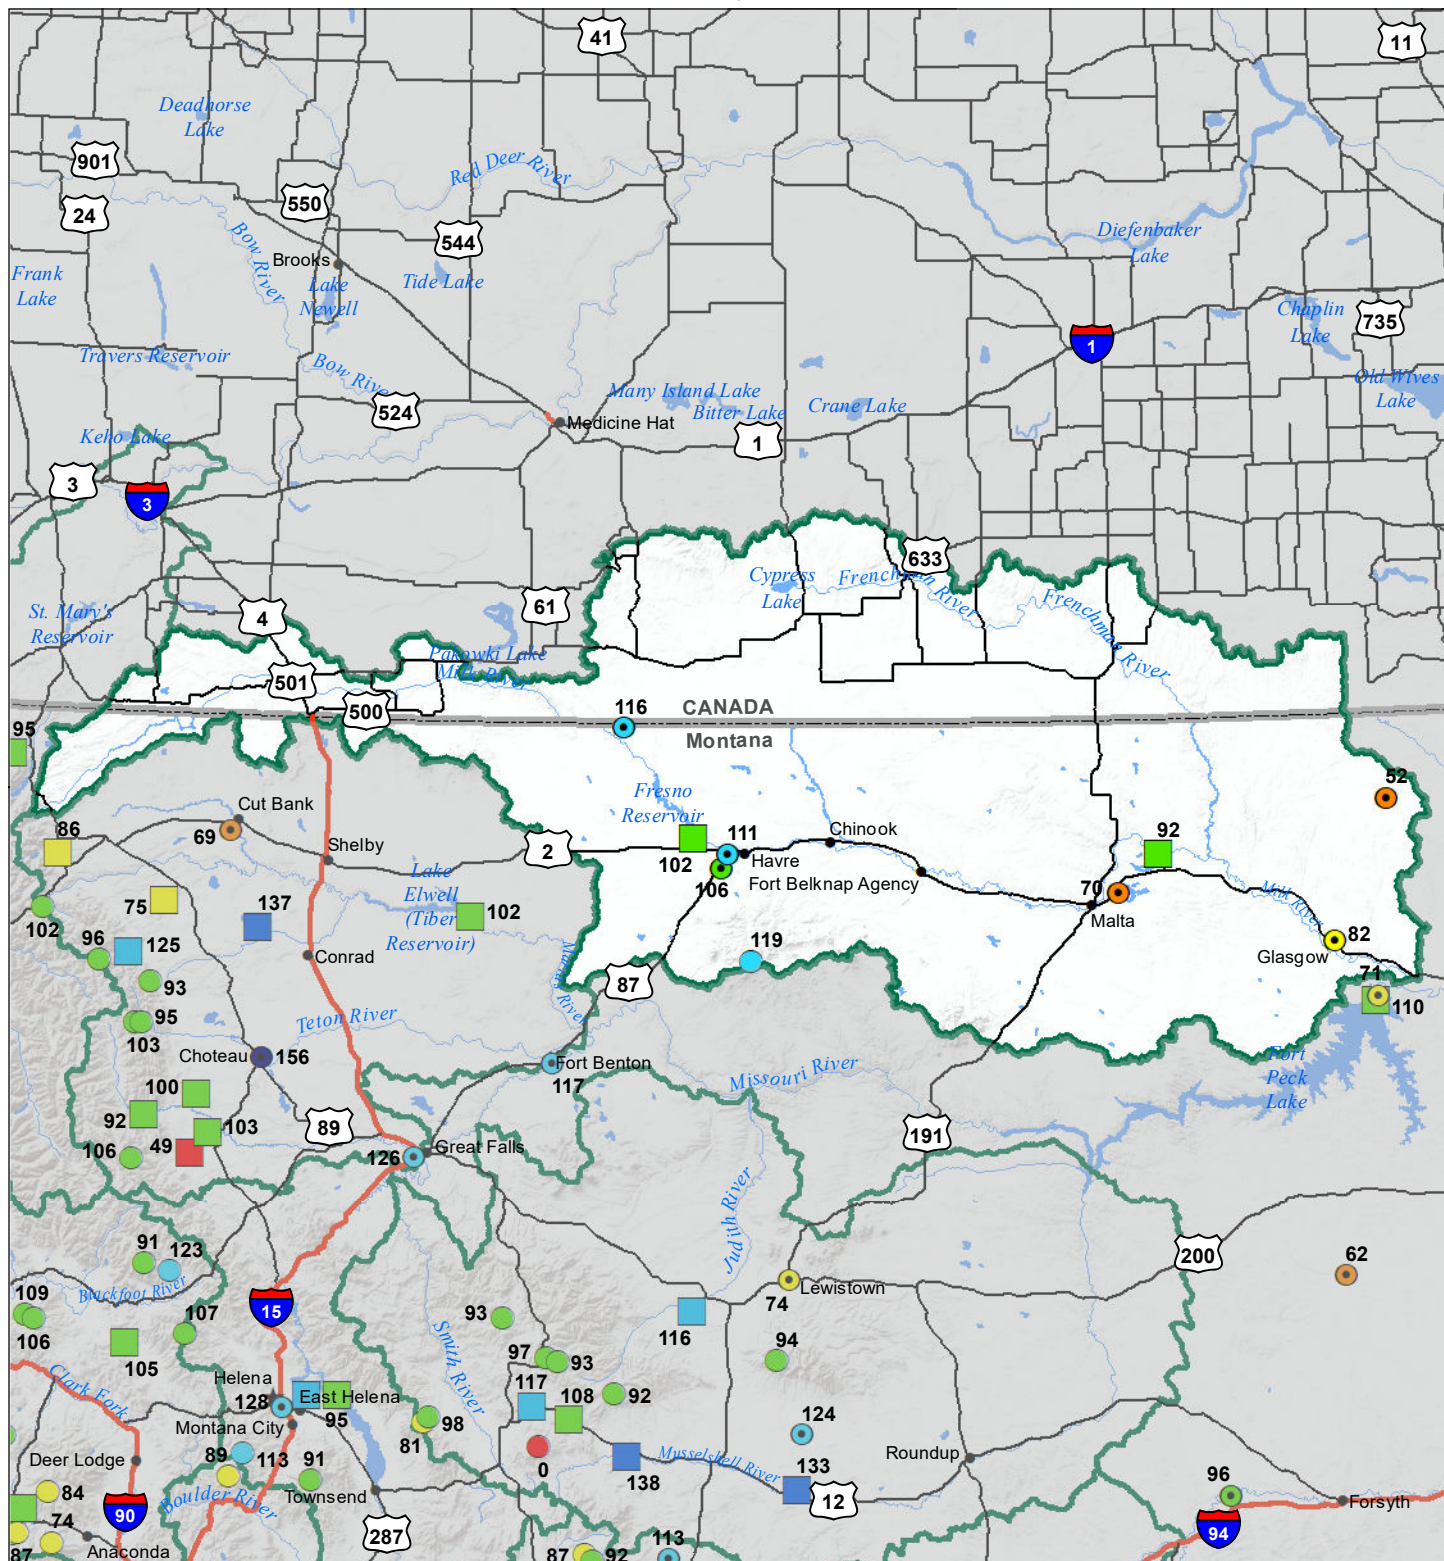 41
11
Deadhorse
Lake
901
Red Deer River
550
24
544
Bow River
Brooks
Diefenbaker
Lake
Frank
Lake
Lake
Newell
Tide Lake
Chaplin
Lake
735
1
Travers Reservoir
Bow River
Old Wives
Lake
524
Many Island Lake
Bitter Lake
Crane Lake
Medicine Hat
Keho Lake
1
3
3
633
Cypress
Lake
Frenchman River
Frenchman River
61
4
St. Mary's
Reservoir
Pakowki Lake
Milk River
501
500
116
CANADA
Montana
95
52
Fresno
Reservoir
Cut Bank
69
86
Shelby
2
102
111
Havre
Chinook
92
106
Fort Belknap Agency
70
Malta
Lake
Elwell
(Tiber
Reservoir)
102
75
137
102
Milk River
82
Glasgow
96
125
Conrad
119
87
71
110
93
Marias River
95
103
Teton River
Choteau
156
Fort Benton
117
Missouri River
Fort
Peck
Lake
100
92
103
89
191
106
49
126
Great Falls
Judith River
91
123
200
62
Blackfoot River
Lewistown
74
109
106
107
15
93
116
105
Smith River
97
93
94
Clark Fork
Helena
128
East Helena
95
117
108
92
Montana City
98
81
124
Deer Lodge
89
113
91
0
Musselshell River
138
133
12
Roundup
84
Boulder River
Townsend
96
Forsyth
90
74
287
94
87
Anaconda
87
92
113